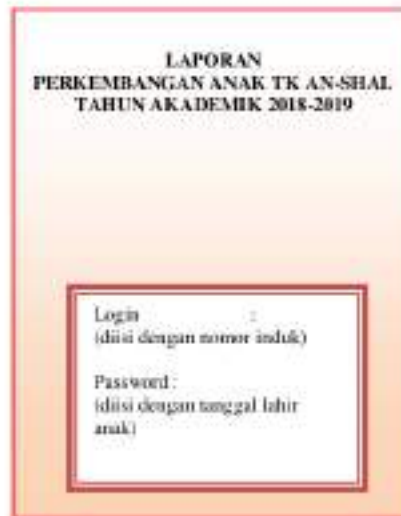 LAPORAN
PERKEMBANGAN ANAK TK AN-SHAL
TAHUN AKADEMIK 2018-2019
Login :
(diisi dengan nomor induk)
Password :
(diisi dengan tanggal lahir
anak)